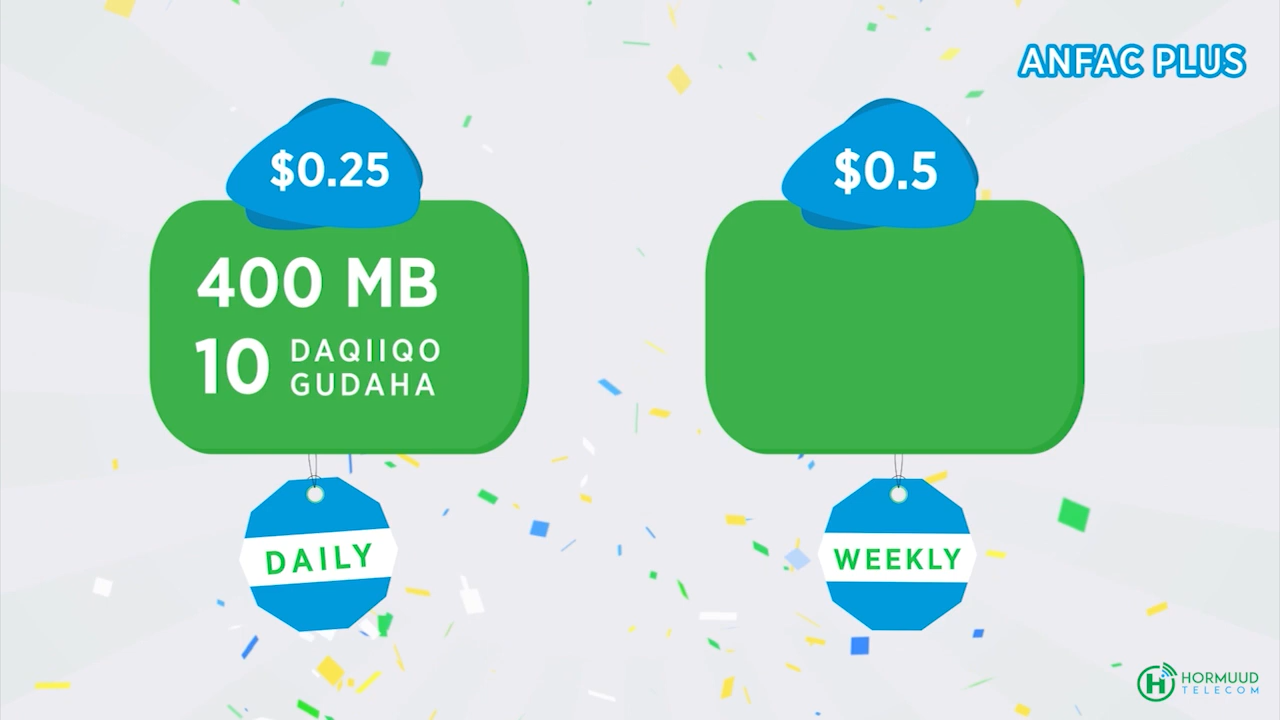 ANFAC PLUS
$0.25
400 MB
10 DAQIIQO
GUDAHA
DAILY
$0.5
WEEKLY
HORMUUD
TELECOM